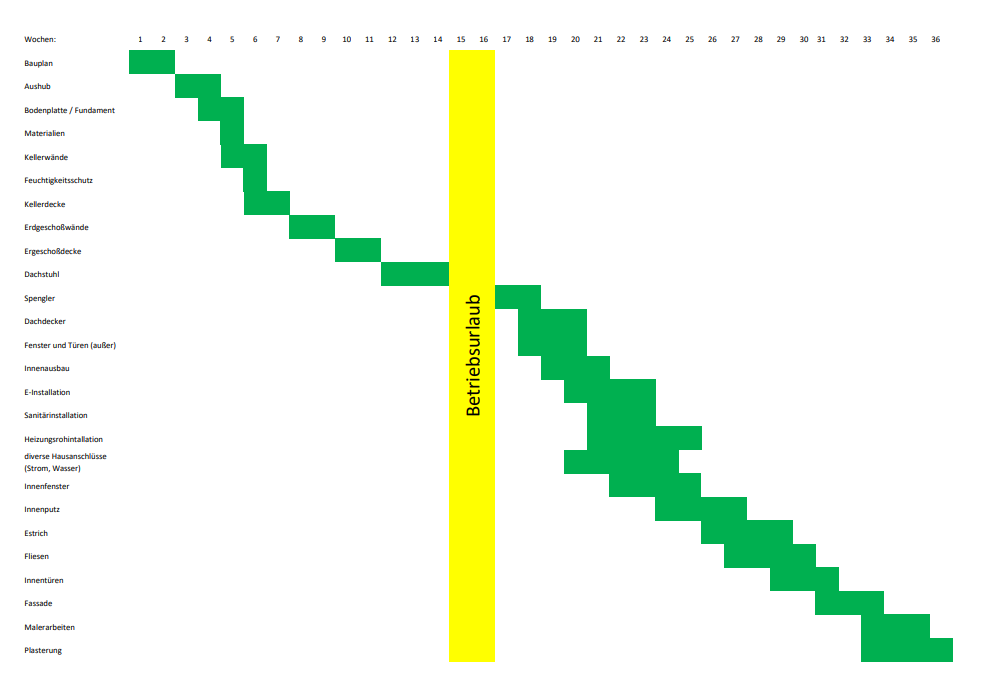 Wochen: 1 2 3 4 5 6 7 8 9 10 11 12 13 14 15 16 17 18 19 20 21 22 23 24 25 26 27 28 29 30 31 32 33 34 35 36
Bauplan
Aushub
Bodenplatte / Fundament
Materialien
Kellerwände
Feuchtigkeitsschutz
Kellerdecke
Erdgeschoßwände
Ergeschoßdecke
Dachstuhl
Spengler
Dachdecker
Fenster und Türen (außer)
Innenausbau
E-Installation
Sanitärinstallation
Heizungsrohintallation
diverse Hausanschlüsse
(Strom, Wasser)
Innenfenster
Innenputz
Estrich
Fliesen
Innentüren
Fassade
Malerarbeiten
Plasterung
Betriebsurlaub